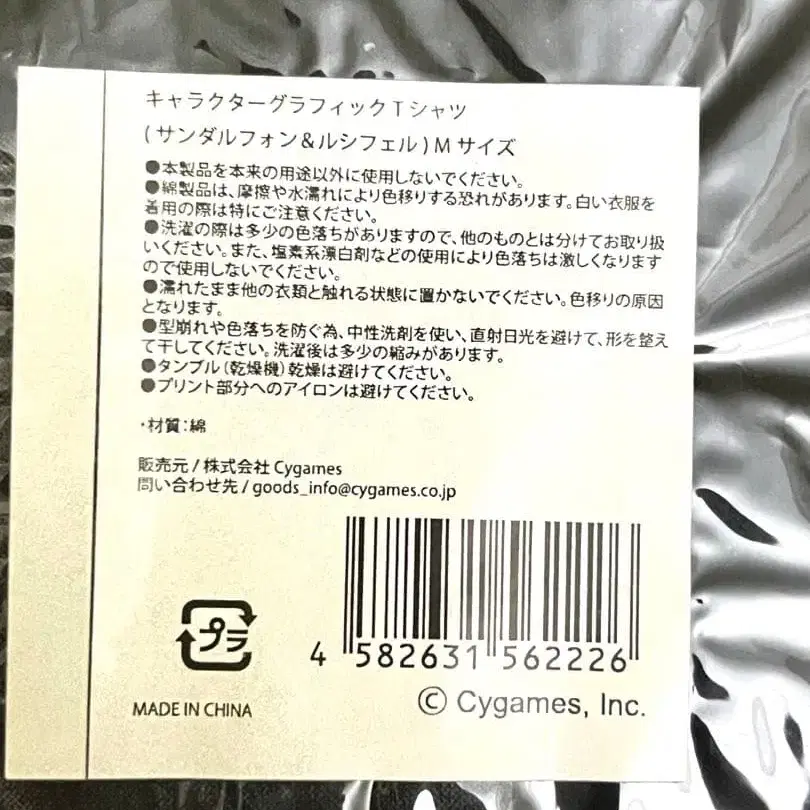 キャラクターグラフィックTシャツ
(サンダルフォン&ルシフェル)Mサイズ
●本製品を本来の用途以外に使用しないでください。
●綿製品は、摩擦や水濡れにより色移りする恐れがあります。白い衣服を
着用の際は特にご注意ください。
●洗濯の際は多少の色落ちがありますので、他のものとは分けてお取り扱
いください。また、塩素系漂白剤などの使用により色落ちは激しくなります
ので使用しないでください。
●濡れたまま他の衣類と触れる状態に置かないでください。色移りの原因
となります。
●型崩れや色落ちを防ぐ為、中性洗剤を使い、直射日光を避けて、形を整え
て干してください。洗濯後は多少の縮みがあります。
●タンブル(乾燥機)乾燥は避けてください。
●プリント部分へのアイロンは避けてください。
・材質:綿
販売元/株式会社Cygames
問い合わせ先/goods_info@cygames.co.jp
プラ
4 582631 562226
MADE IN CHINA
© Cygames, Inc.